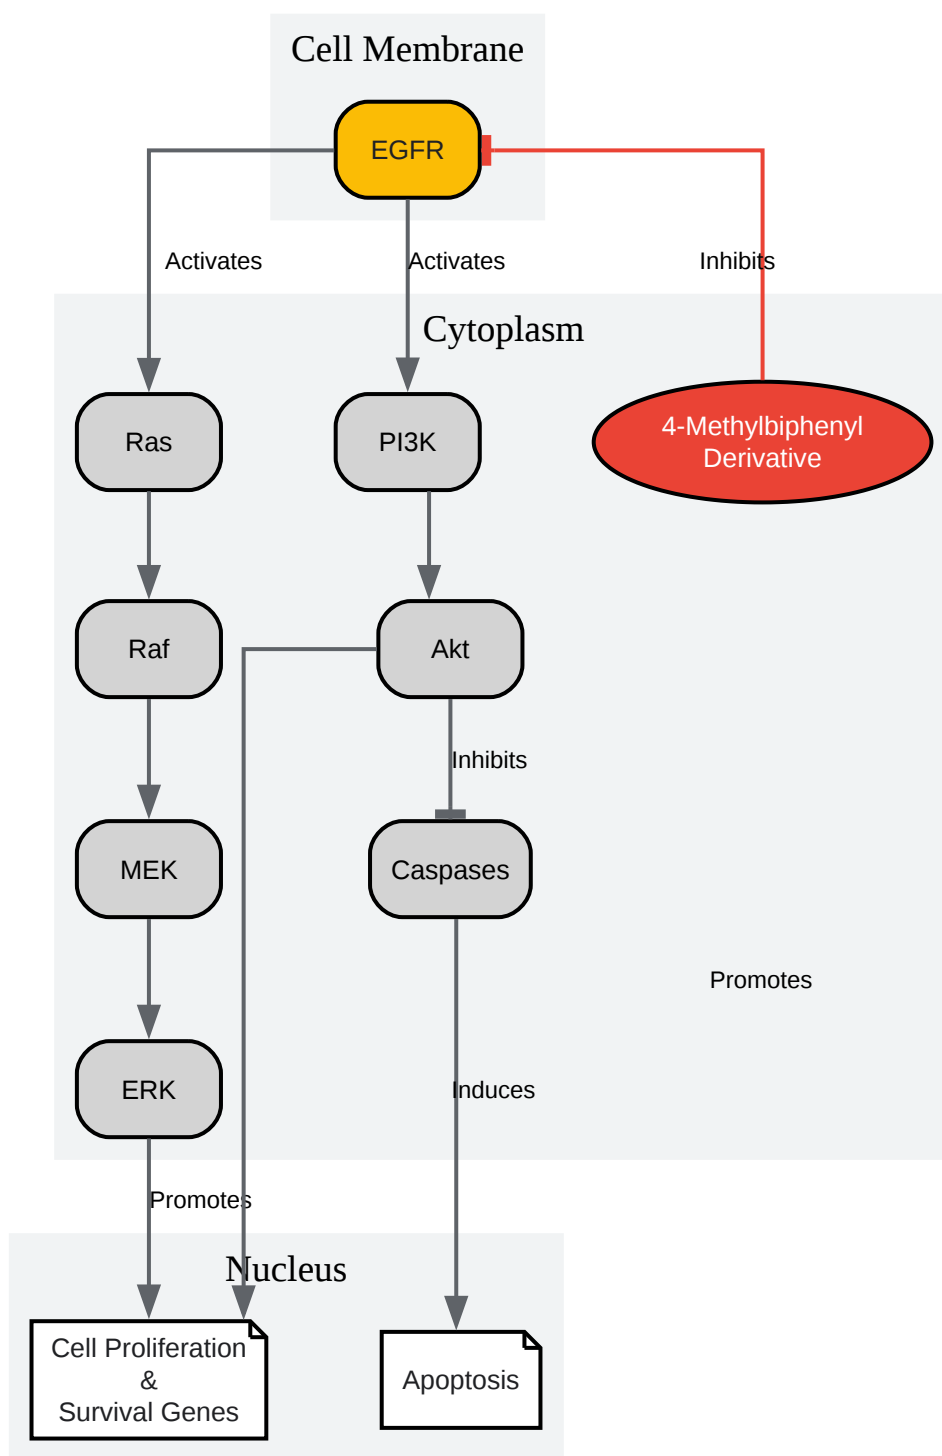 Cell Membrane
EGFR
Activates
Activates
Inhibits
Cytoplasm
Ras
PI3K
4-Methylbiphenyl
Derivative
Raf
Akt
Inhibits
MEK
Caspases
Promotes
ERK
Induces
Promotes
Nucleus
Cell Proliferation
&
Survival Genes
Apoptosis